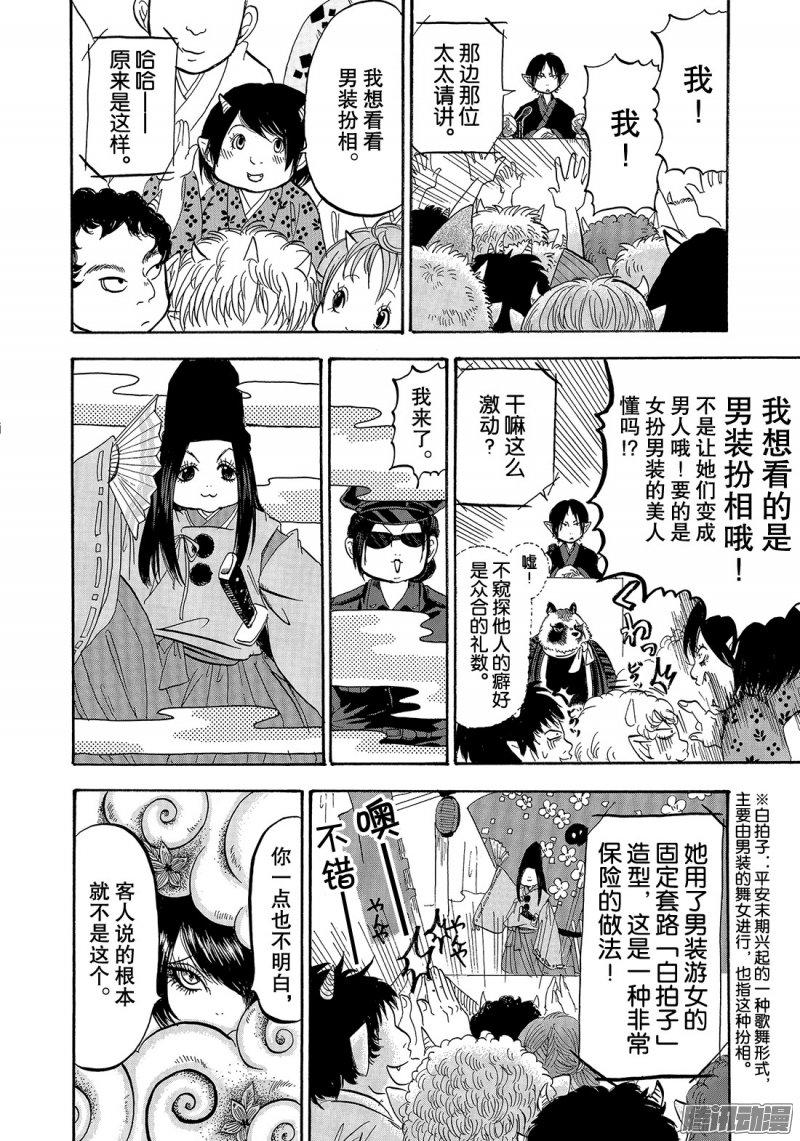 我！
我！
那边那位
太太请讲。
我想看看
男装扮相。
哈哈——
原来是这样。
我想看的是
男装扮相哦！
不是让她们变成
男人哦！要的是
女扮男装的美人
懂吗!?
干嘛这么
激动？
嘘！
不窥探他人的癖好
是众合的礼数。
くわっ
我来了。
※白拍子：平安末期兴起的一种歌舞形式，
主要由男装的舞女进行，也指这种扮相。
她用了男装游女的
固定套路「白拍子」
造型，这是一种非常
保险的做法！
噢——
不错——
你一点也不明白，
客人说的根本
就不是这个。
腾讯动漫